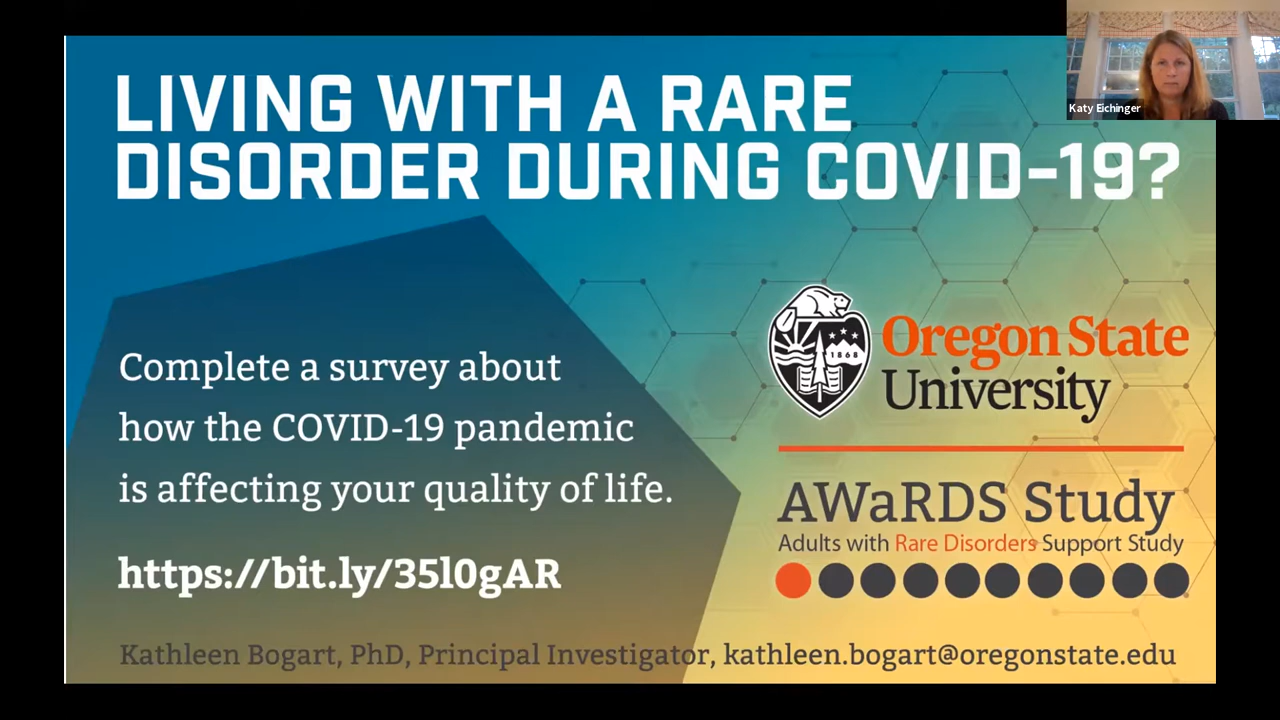 LIVING WITH A RARE
DISORDER DURING COVID-19?
Katy Eichinger
Complete a survey about
how the COVID-19 pandemic
is affecting your quality of life.
https://bit.ly/35l0gAR
1868
Oregon State
University
AWaRDS Study
Adults with Rare Disorders Support Study
Kathleen Bogart, PhD, Principal Investigator, kathleen.bogart@oregonstate.edu